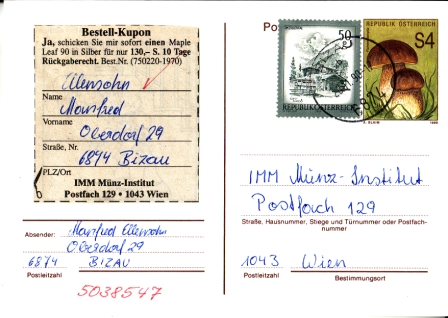 Bestell-Kupon
Ja, schicken Sie mir sofort einen Maple
Leaf 90 in Silber für nur 130,– S. 10 Tage
Rückgaberecht. Best.Nr. (750220-1970)
Ellensohn
Name
Manfred
Vorname
Oberdorf 29
Straße, Nr.
6874 Bizau
PLZ/Ort
IMM Münz-Institut
Postfach 129 • 1043 Wien
Absender: Manfred Ellensohn
Oberdorf 29
6874 BIZAU
Postleitzahl
5038547
50
REPUBLIK ÖSTERREICH
REPUBLIK ÖSTERREICH
S4
IMM Münz-Institut
Postfach 129
Straße, Hausnummer, Stiege und Türnummer oder Postfach-
nummer
1043 Wien
Postleitzahl Bestimmungsort